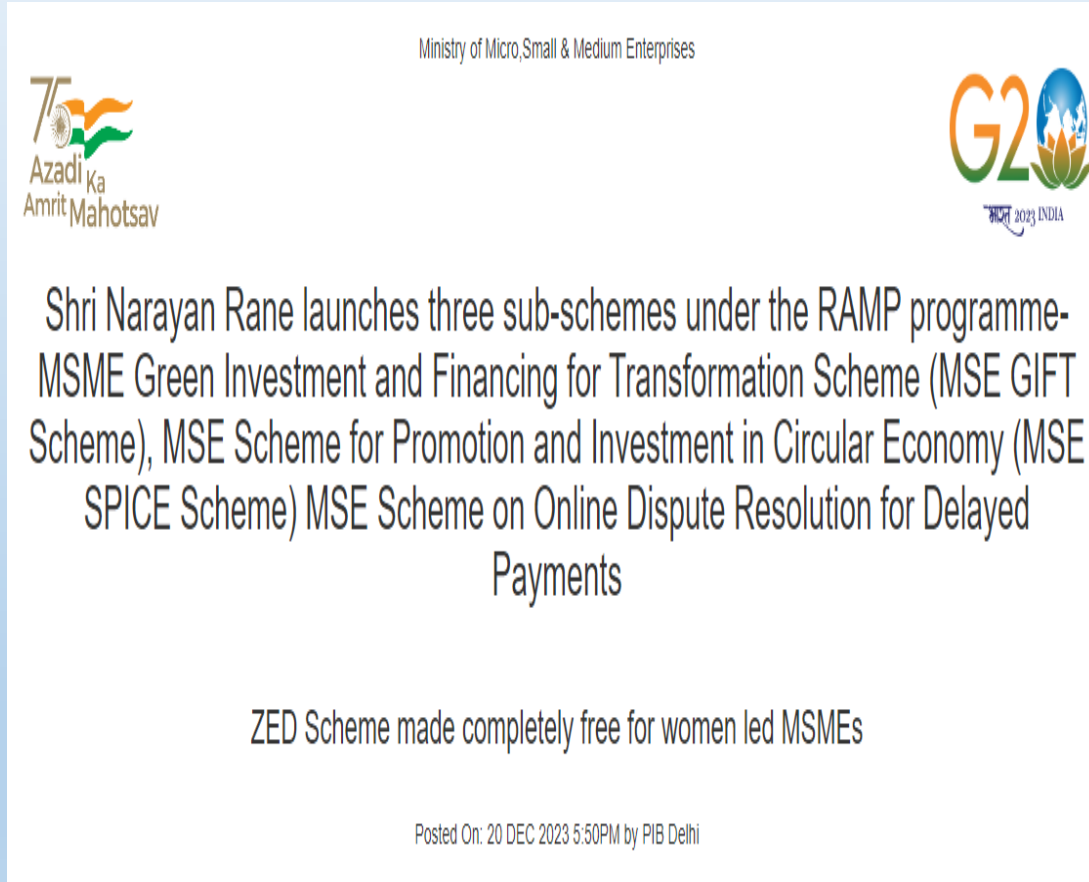 Ministry of Micro,Small & Medium Enterprises
75
Azadi Ka
Amrit Mahotsav
G20
भारत 2023 INDIA
Shri Narayan Rane launches three sub-schemes under the RAMP programme-
MSME Green Investment and Financing for Transformation Scheme (MSE GIFT
Scheme), MSE Scheme for Promotion and Investment in Circular Economy (MSE
SPICE Scheme) MSE Scheme on Online Dispute Resolution for Delayed
Payments
ZED Scheme made completely free for women led MSMEs
Posted On: 20 DEC 2023 5:50PM by PIB Delhi